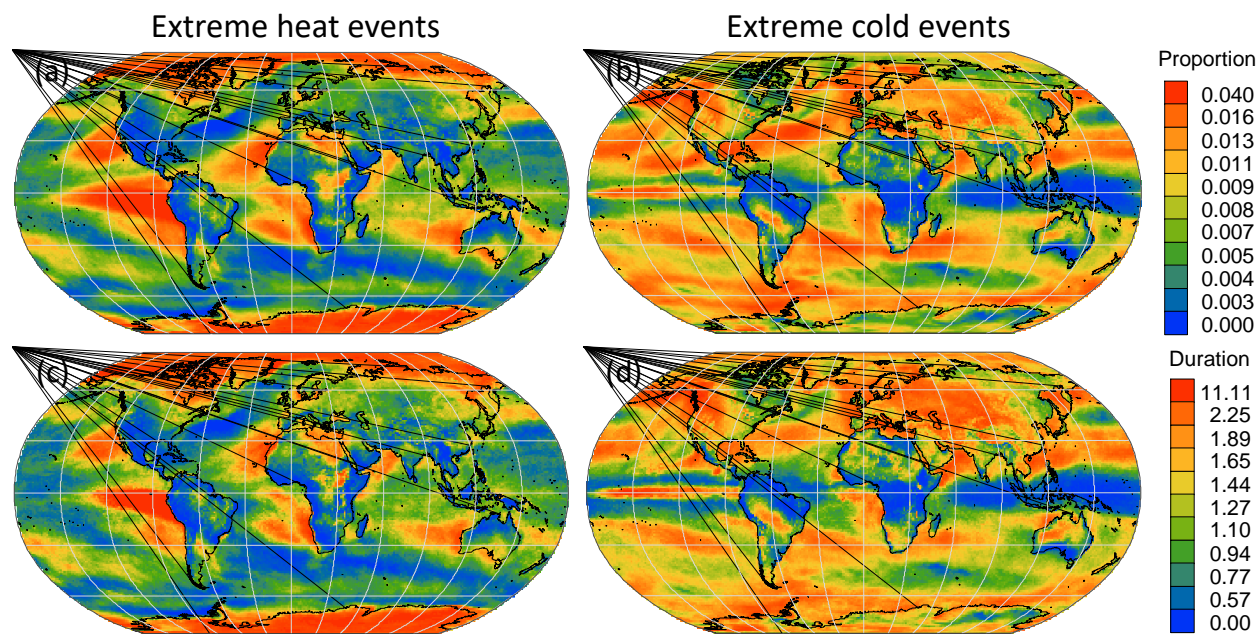 Extreme heat events
Extreme cold events
(a)
(b)
Proportion
0.040
0.016
0.013
0.011
0.009
0.008
0.007
0.005
0.004
0.003
0.000
(c)
(d)
Duration
11.11
2.25
1.89
1.65
1.44
1.27
1.10
0.94
0.77
0.57
0.00